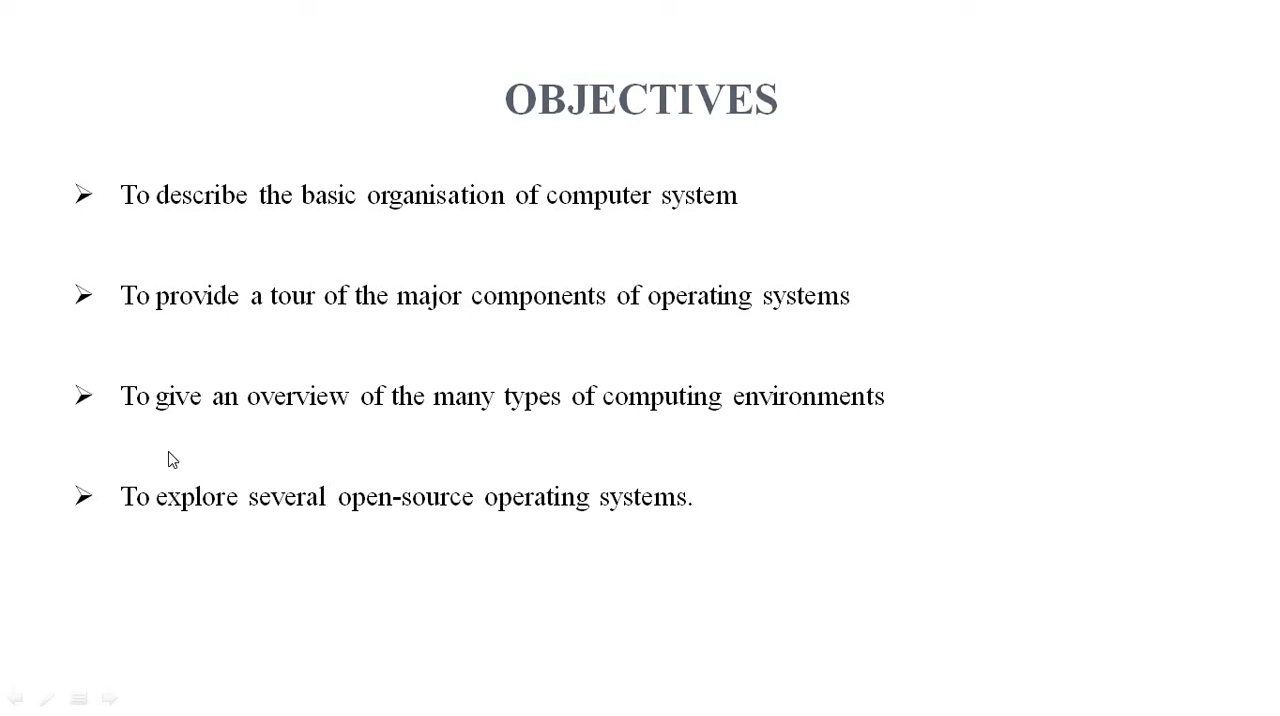 OBJECTIVES
To describe the basic organisation of computer system
To provide a tour of the major components of operating systems
To give an overview of the many types of computing environments
To explore several open-source operating systems.